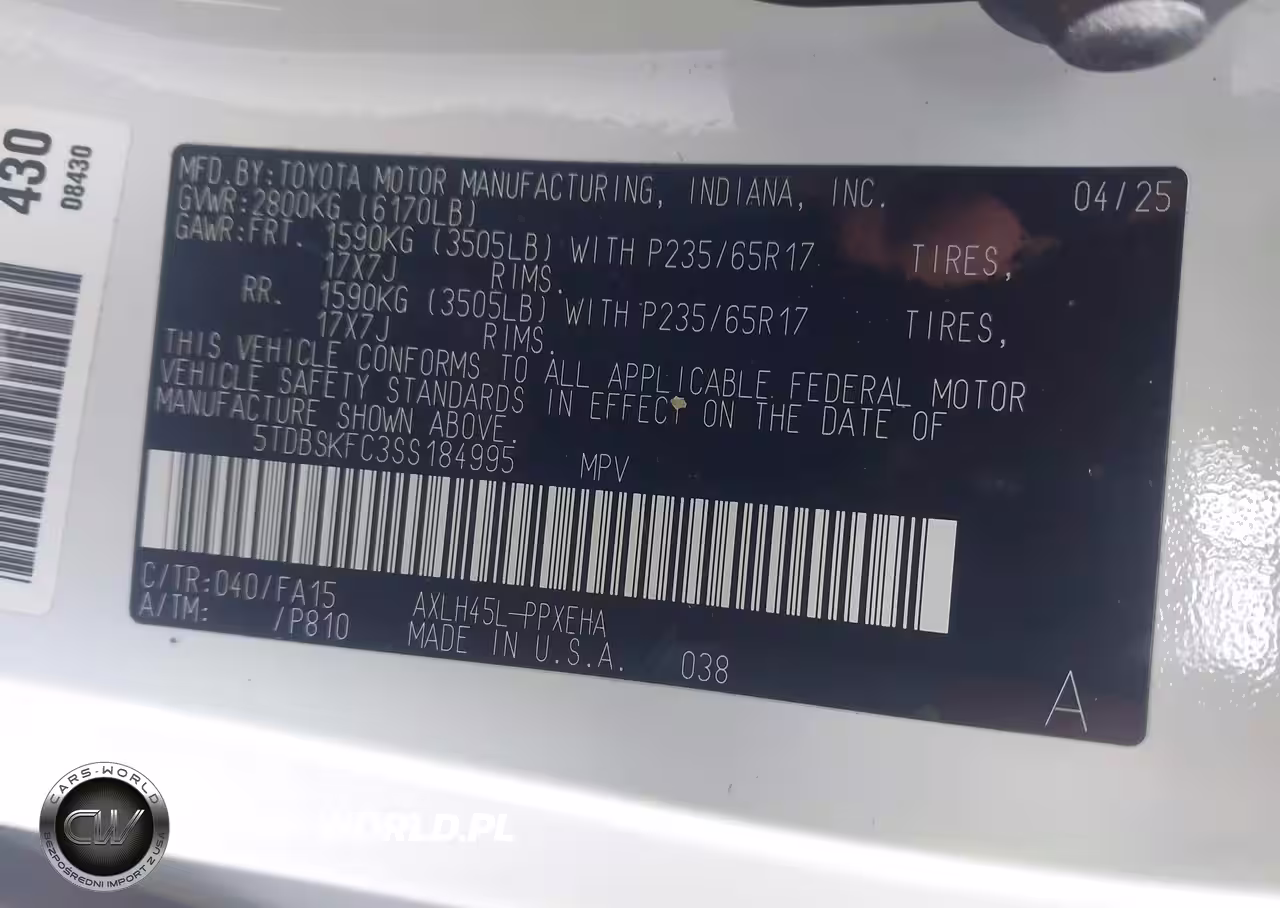 430
08430
MFD.BY:TOYOTA MOTOR MANUFACTURING, INDIANA, INC. 04/25
GVWR:2800KG (6170LB)
GAWR:FRT. 1590KG (3505LB) WITH P235/65R17 TIRES,
17X7J RIMS.
RR. 1590KG (3505LB) WITH P235/65R17 TIRES,
17X7J RIMS.
THIS VEHICLE CONFORMS TO ALL APPLICABLE FEDERAL MOTOR
VEHICLE SAFETY STANDARDS IN EFFECT ON THE DATE OF
MANUFACTURE SHOWN ABOVE.
5TDBSKFC3SS184995 MPV
C/TR:040/FA15
A/TM: /P810
AXLH45L-PPXEHA
MADE IN U.S.A. 038
A
CARS-WORLD
CW
BEZPOŚREDNI IMPORT Z USA
ORLD.PL